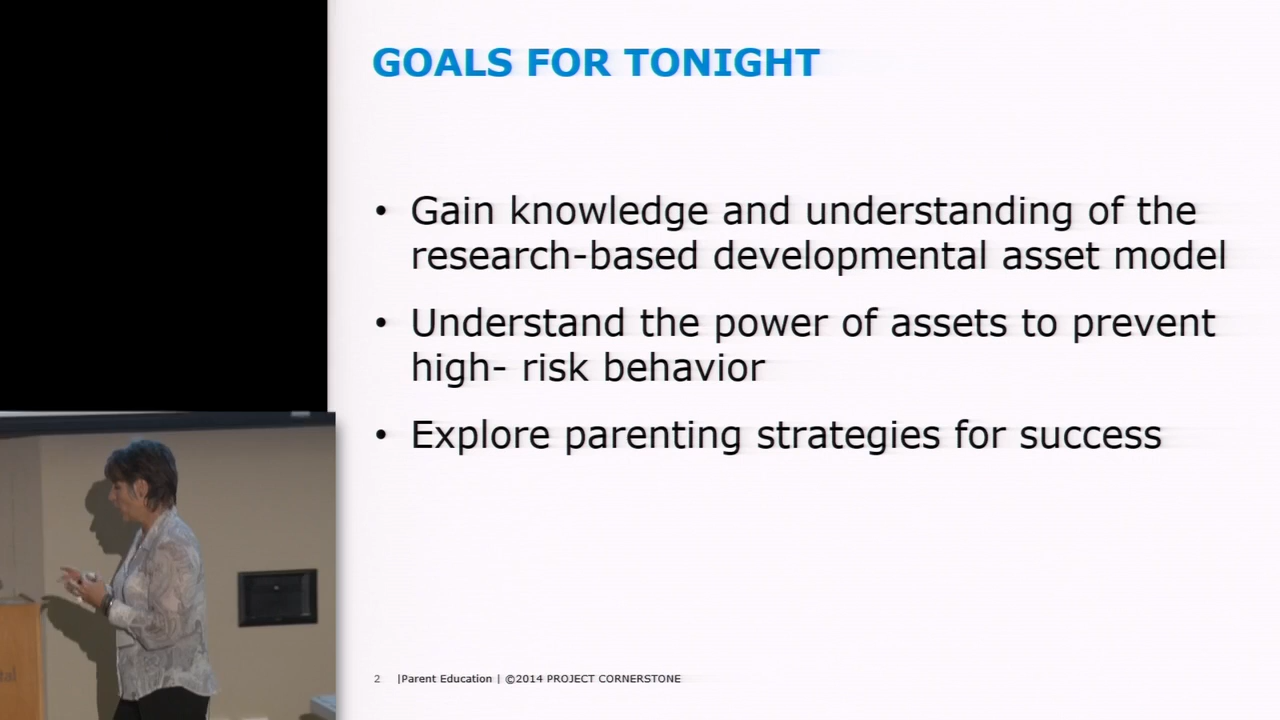 GOALS FOR TONIGHT
• Gain knowledge and understanding of the
research-based developmental asset model
• Understand the power of assets to prevent
high- risk behavior
• Explore parenting strategies for success
2 |Parent Education | ©2014 PROJECT CORNERSTONE